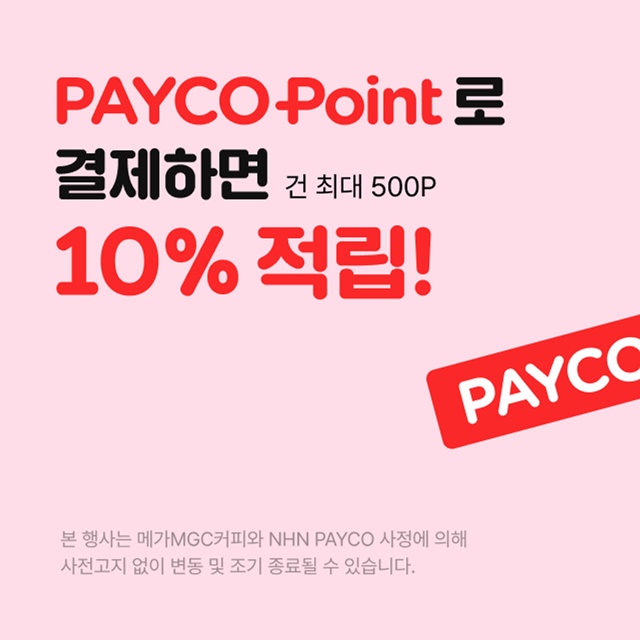 PAYCO Point 로
결제하면 건 최대 500P
10% 적립!
PAYCO
본 행사는 메가MGC커피와 NHN PAYCO 사정에 의해
사전고지 없이 변동 및 조기 종료될 수 있습니다.